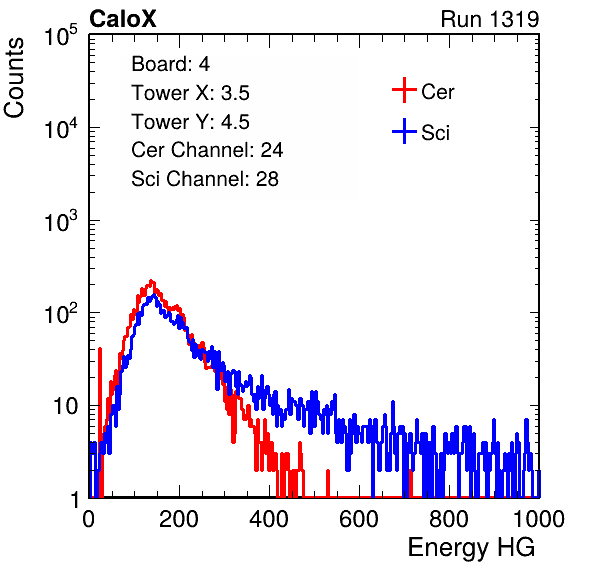 CaloX Run 1319
Counts
Board: 4
Tower X: 3.5
Tower Y: 4.5
Cer Channel: 24
Sci Channel: 28
Cer
Sci
10^5
10^4
10^3
10^2
10
1
0 200 400 600 800 1000
Energy HG